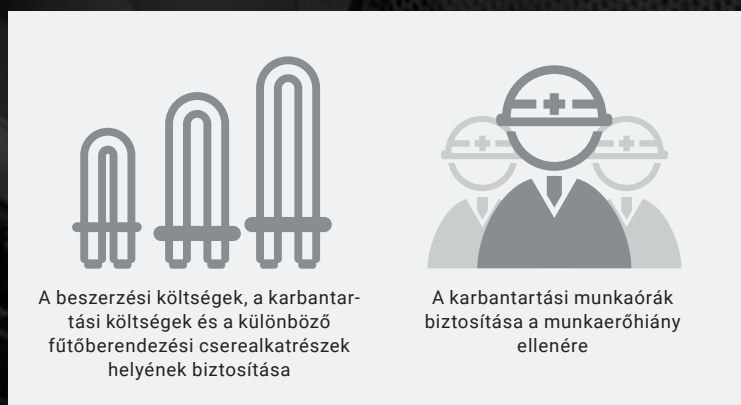 A beszerzési költségek, a karbantar-
tási költségek és a különböző
fűtőberendezési cserealkatrészek
helyének biztosítása
A karbantartási munkaórák
biztosítása a munkaerőhiány
ellenére